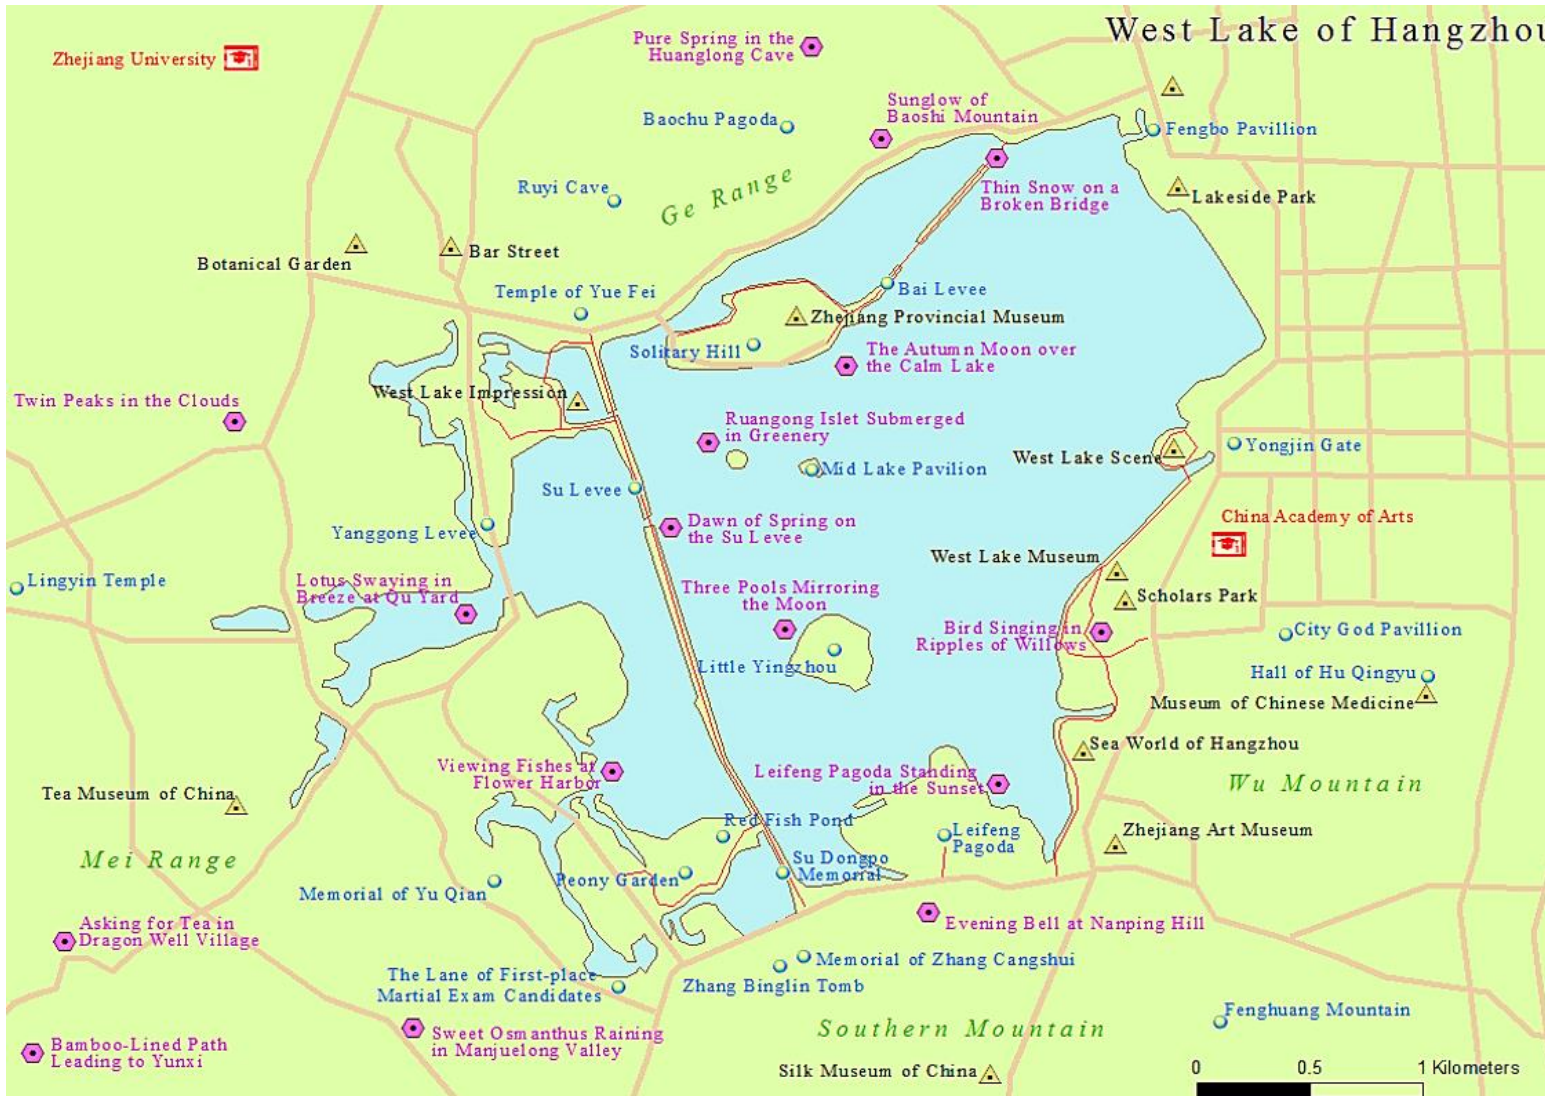 West Lake of Hangzhou
Zhejiang University
Pure Spring in the
Huanglong Cave
Sunglow of
Baoshi Mountain
Baochu Pagoda
Fengbo Pavillion
Ruyi Cave
Ge Range
Thin Snow on a
Broken Bridge
Lakeside Park
Botanical Garden
Bar Street
Temple of Yue Fei
Bai Levee
Zhejiang Provincial Museum
Solitary Hill
The Autumn Moon over
the Calm Lake
West Lake Impression
Twin Peaks in the Clouds
Ruangong Islet Submerged
in Greenery
Mid Lake Pavilion
West Lake Scene
Yongjin Gate
Su Levee
Dawn of Spring on
the Su Levee
China Academy of Arts
Yanggong Levee
West Lake Museum
Lingyin Temple
Lotus Swaying in
Breeze at Qu Yard
Three Pools Mirroring
the Moon
Scholars Park
Bird Singing in
Ripples of Willows
City God Pavillion
Little Yingzhou
Hall of Hu Qingyu
Museum of Chinese Medicine
Sea World of Hangzhou
Viewing Fishes at
Flower Harbor
Leifeng Pagoda Standing
in the Sunset
Wu Mountain
Tea Museum of China
Red Fish Pond
Leifeng
Pagoda
Zhejiang Art Museum
Mei Range
Su Dongpo
Memorial
Peony Garden
Memorial of Yu Qian
Asking for Tea in
Dragon Well Village
Evening Bell at Nanping Hill
Memorial of Zhang Cangshui
The Lane of First-place
Martial Exam Candidates
Zhang Binglin Tomb
Fenghuang Mountain
Southern Mountain
Sweet Osmanthus Raining
in Manjuelong Valley
Bamboo-Lined Path
Leading to Yunxi
Silk Museum of China
0 0.5 1 Kilometers